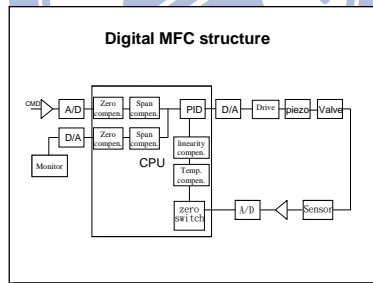 Digital MFC structure
CMD
A/D
Zero
compen.
Span
compen.
PID
D/A
Drive
piezo
Valve
D/A
Zero
compen.
Span
compen.
linearity
compen.
Monitor
CPU
Temp.
compen.
zero
switch
A/D
Sensor